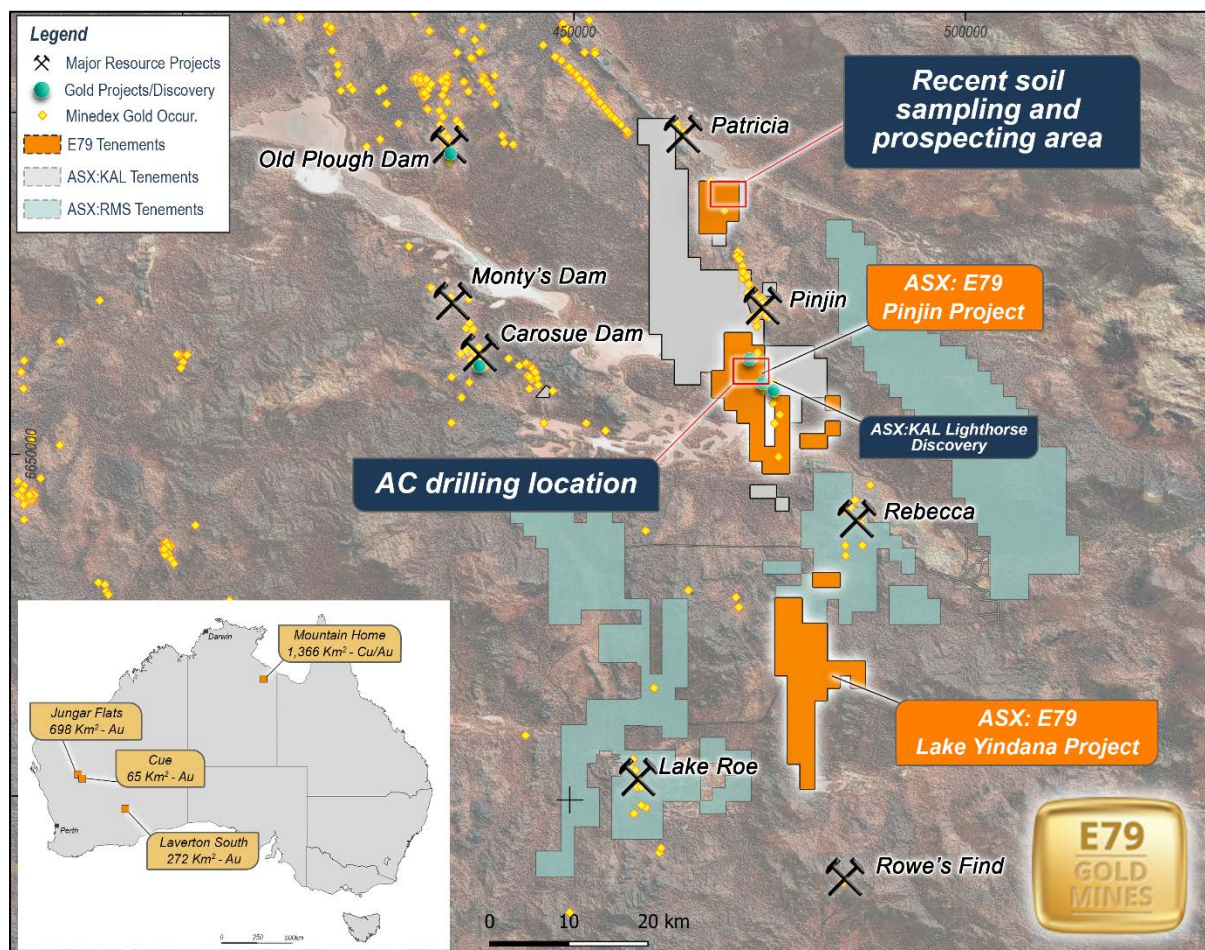 Legend
Major Resource Projects
Gold Projects/Discovery
Minedex Gold Occur.
E79 Tenements
ASX:KAL Tenements
ASX:RMS Tenements
450000
500000
6650000
Recent soil
sampling and
prospecting area
Patricia
Old Plough Dam
Monty's Dam
Carosue Dam
Pinjin
ASX: E79
Pinjin Project
ASX:KAL Lighthorse
Discovery
AC drilling location
Rebecca
ASX: E79
Lake Yindana Project
Lake Roe
Rowe's Find
Darwin
Mountain Home
1,366 Km² - Cu/Au
Jungar Flats
698 Km² - Au
Cue
65 Km² - Au
Perth
Laverton South
272 Km² - Au
0 250 500km
0 10 20 km
E79
GOLD
MINES